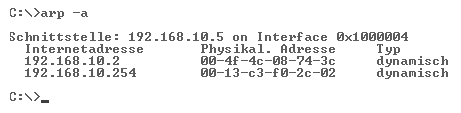 C:\>arp -a
Schnittstelle: 192.168.10.5 on Interface 0x1000004
Internetadresse Physikal. Adresse Typ
192.168.10.2 00-4f-4c-08-74-3c dynamisch
192.168.10.254 00-13-c3-f0-2c-02 dynamisch
C:\>_